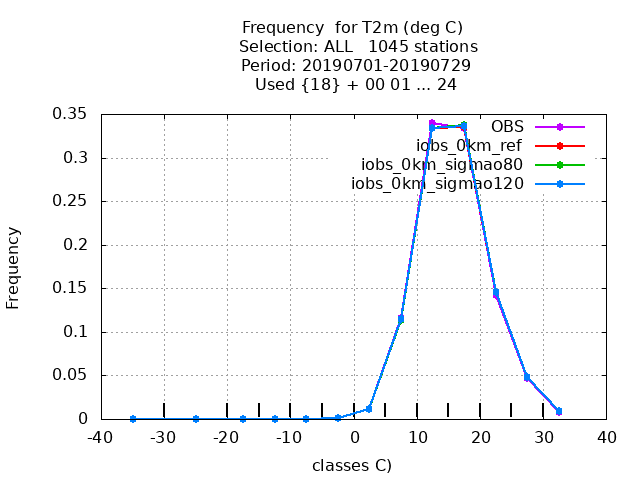 Frequency  for T2m (deg C)
Selection: ALL   1045 stations
Period: 20190701-20190729
Used {18} + 00 01 ... 24
0.35
0.3
0.25
0.2
0.15
0.1
0.05
0
Frequency
OBS
iobs_0km_ref
iobs_0km_sigmao80
iobs_0km_sigmao120
-40 -30 -20 -10 0 10 20 30 40
classes C)